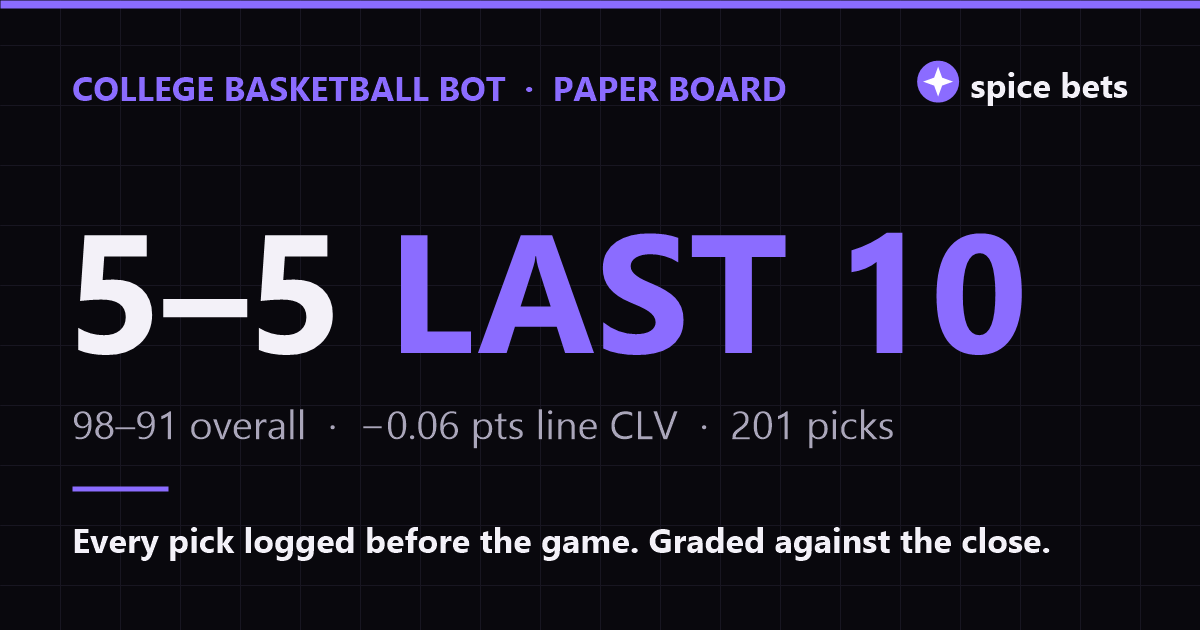 COLLEGE BASKETBALL BOT · PAPER BOARD
spice bets
5–5 LAST 10
98–91 overall · −0.06 pts line CLV · 201 picks
Every pick logged before the game. Graded against the close.